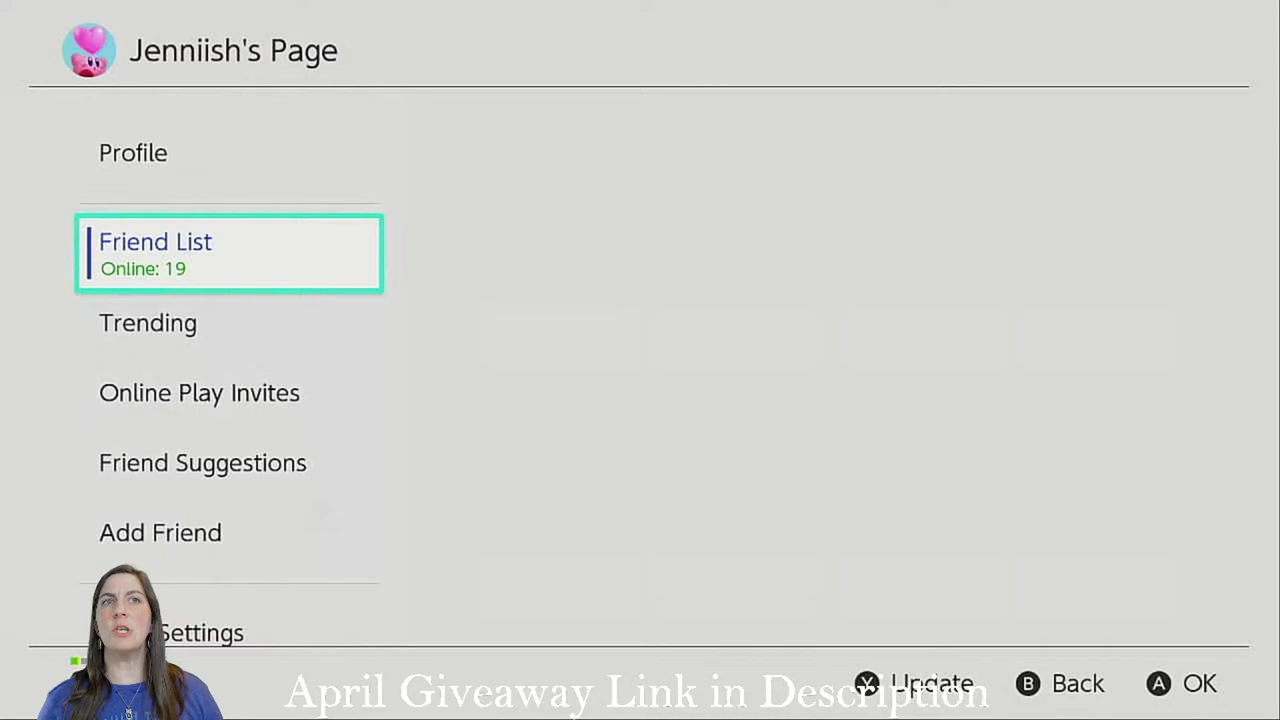 Jenniish's Page
Profile
Friend List
Online: 19
Trending
Online Play Invites
Friend Suggestions
Add Friend
Settings
Y Update B Back A OK
April Giveaway Link in Description